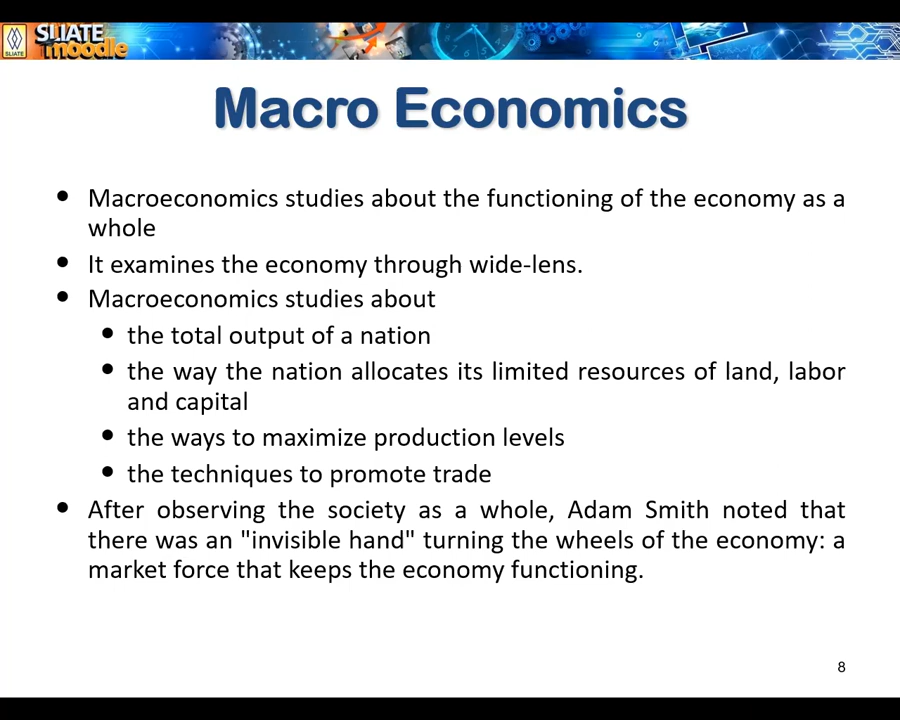 SLIATE
moodle
SLIATE
Macro Economics
• Macroeconomics studies about the functioning of the economy as a
whole
• It examines the economy through wide-lens.
• Macroeconomics studies about
• the total output of a nation
• the way the nation allocates its limited resources of land, labor
and capital
• the ways to maximize production levels
• the techniques to promote trade
• After observing the society as a whole, Adam Smith noted that
there was an "invisible hand" turning the wheels of the economy: a
market force that keeps the economy functioning.
8